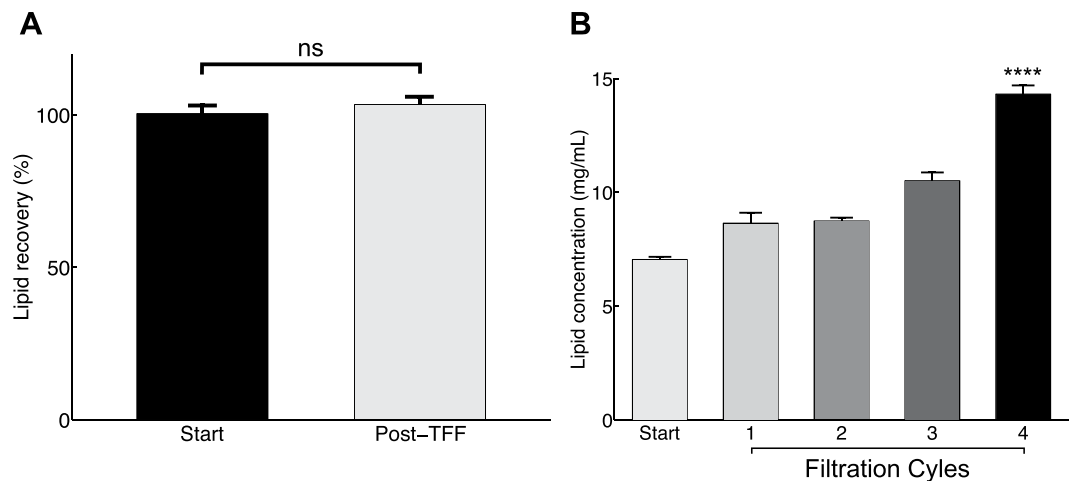 A
Lipid recovery (%)
100
50
0
ns
Start
Post–TFF
B
Lipid concentration (mg/mL)
15
10
5
0
****
Start
1
2
3
4
Filtration Cyles